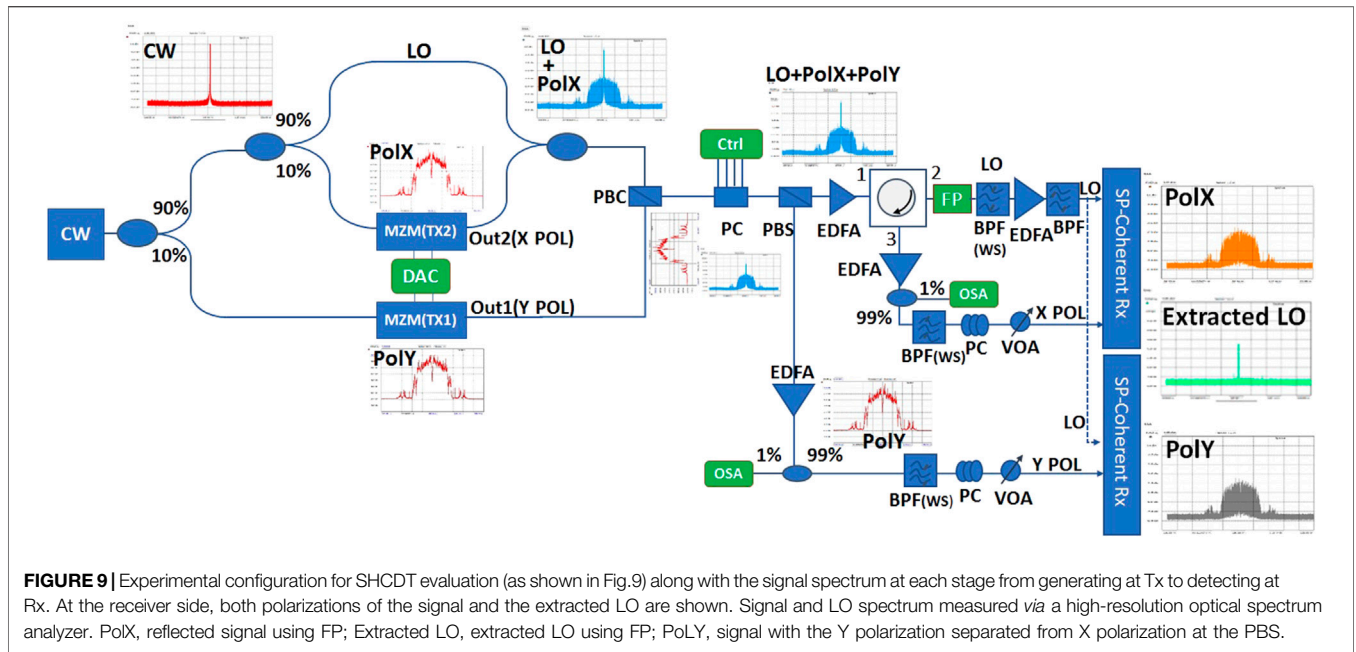 CW
LO
LO
+
PolX
LO+PolX+PolY
90%
10%
PolX
Ctrl
1
2
3
LO
LO
PBC
PC
PBS
EDFA
FP
BPF
(WS)
EDFA
BPF
SP-Coherent Rx
PolX
CW
90%
10%
MZM(TX2)
Out2(X POL)
DAC
MZM(TX1)
Out1(Y POL)
PolY
EDFA
1%
OSA
99%
X POL
BPF(WS)
PC
VOA
Extracted LO
EDFA
PolY
LO
SP-Coherent Rx
PolY
OSA
1%
99%
Y POL
BPF(WS)
PC
VOA
FIGURE 9 | Experimental configuration for SHCDT evaluation (as shown in Fig.9) along with the signal spectrum at each stage from generating at Tx to detecting at
Rx. At the receiver side, both polarizations of the signal and the extracted LO are shown. Signal and LO spectrum measured via a high-resolution optical spectrum
analyzer. PolX, reflected signal using FP; Extracted LO, extracted LO using FP; PoLY, signal with the Y polarization separated from X polarization at the PBS.